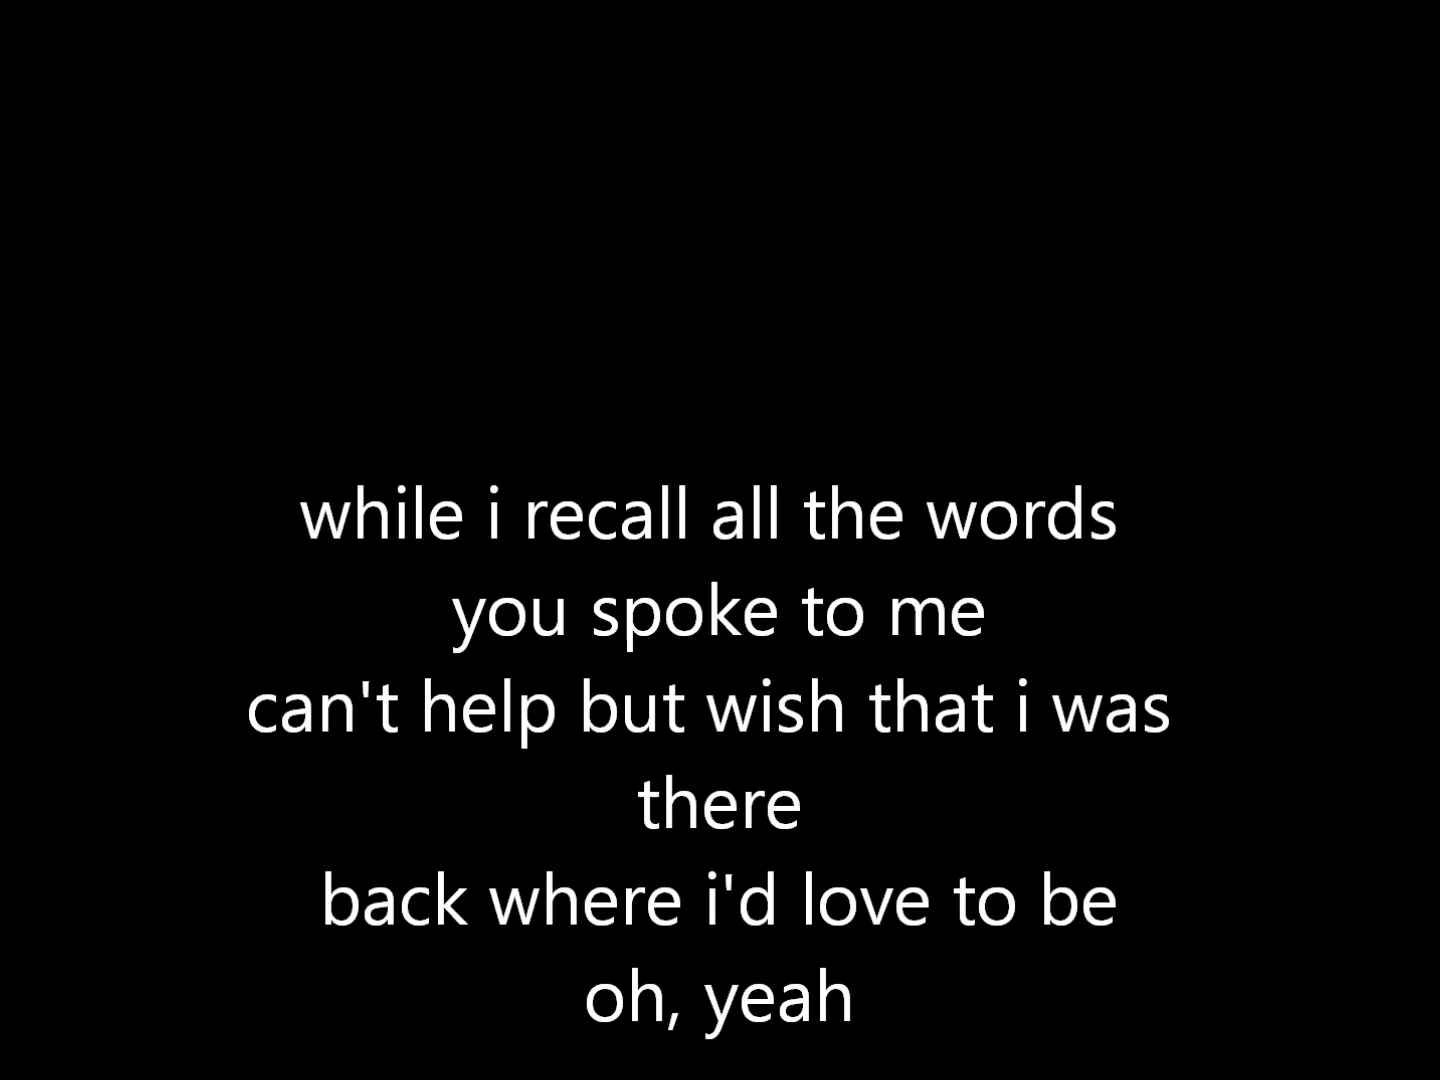 while i recall all the words
you spoke to me
can't help but wish that i was
there
back where i'd love to be
oh, yeah